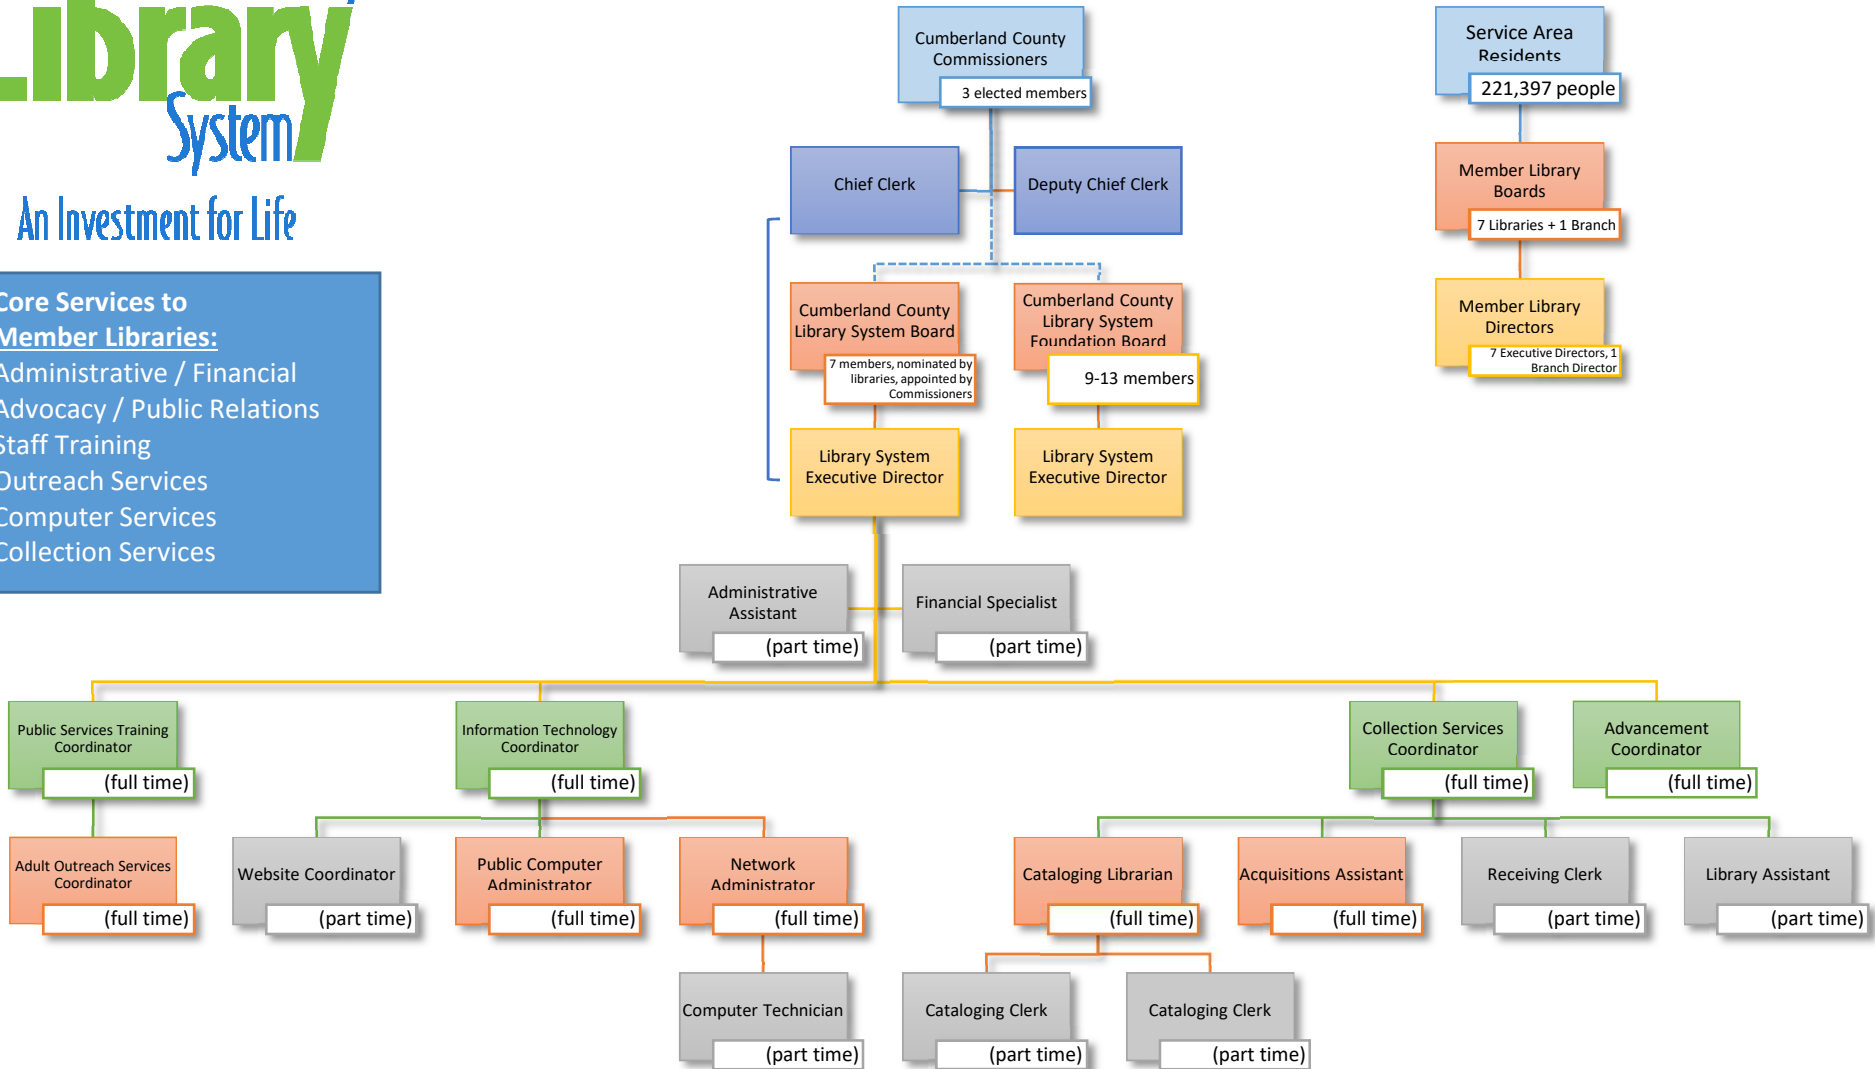 Library
System
An Investment for Life
Core Services to
Member Libraries:
Administrative / Financial
Advocacy / Public Relations
Staff Training
Outreach Services
Computer Services
Collection Services
Cumberland County
Commissioners
3 elected members
Service Area
Residents
221,397 people
Chief Clerk
Deputy Chief Clerk
Member Library
Boards
7 Libraries + 1 Branch
Cumberland County
Library System Board
7 members, nominated by
libraries, appointed by
Commissioners
Cumberland County
Library System
Foundation Board
9-13 members
Member Library
Directors
7 Executive Directors, 1
Branch Director
Library System
Executive Director
Library System
Executive Director
Administrative
Assistant
(part time)
Financial Specialist
(part time)
Public Services Training
Coordinator
(full time)
Information Technology
Coordinator
(full time)
Collection Services
Coordinator
(full time)
Advancement
Coordinator
(full time)
Adult Outreach Services
Coordinator
(full time)
Website Coordinator
(part time)
Public Computer
Administrator
(full time)
Network
Administrator
(full time)
Cataloging Librarian
(full time)
Acquisitions Assistant
(full time)
Receiving Clerk
(part time)
Library Assistant
(part time)
Computer Technician
(part time)
Cataloging Clerk
(part time)
Cataloging Clerk
(part time)